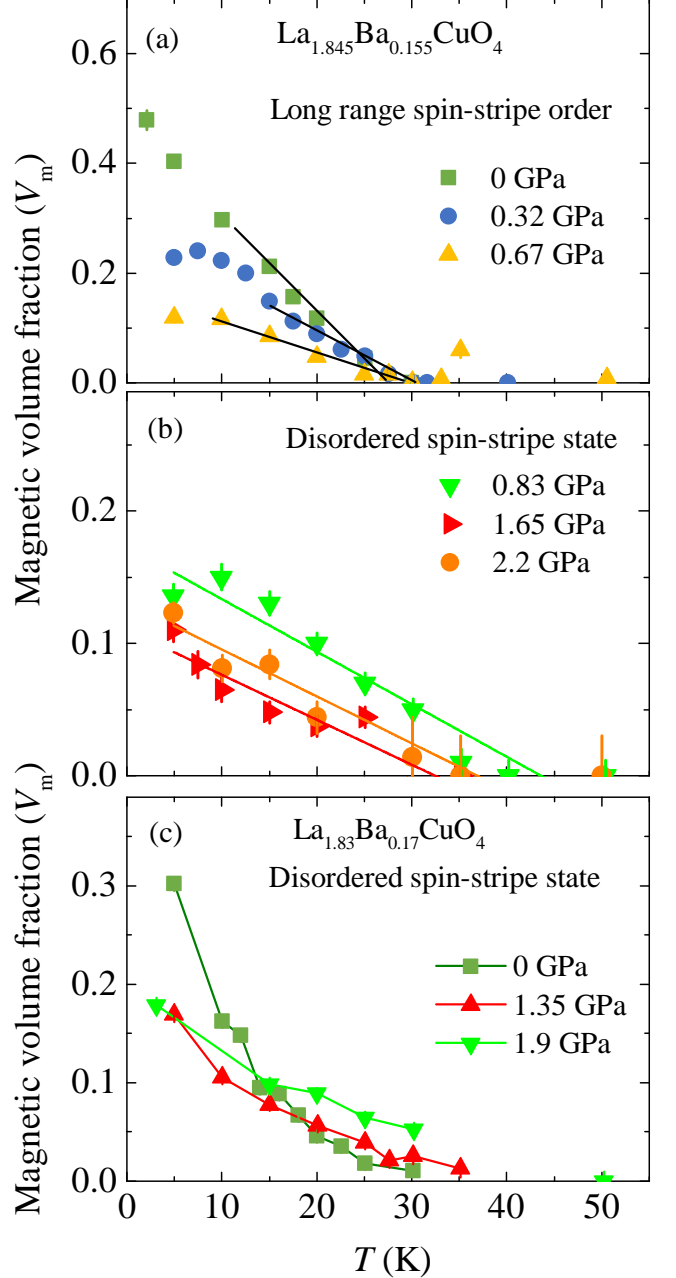 (a) La1.845Ba0.155CuO4
Long range spin-stripe order
0 GPa
0.32 GPa
0.67 GPa
0.6
0.4
0.2
0.0
Magnetic volume fraction (Vm)
(b) Disordered spin-stripe state
0.83 GPa
1.65 GPa
2.2 GPa
0.2
0.1
0.0
Magnetic volume fraction (Vm)
(c) La1.83Ba0.17CuO4
Disordered spin-stripe state
0 GPa
1.35 GPa
1.9 GPa
0.3
0.2
0.1
0.0
0 10 20 30 40 50
T (K)